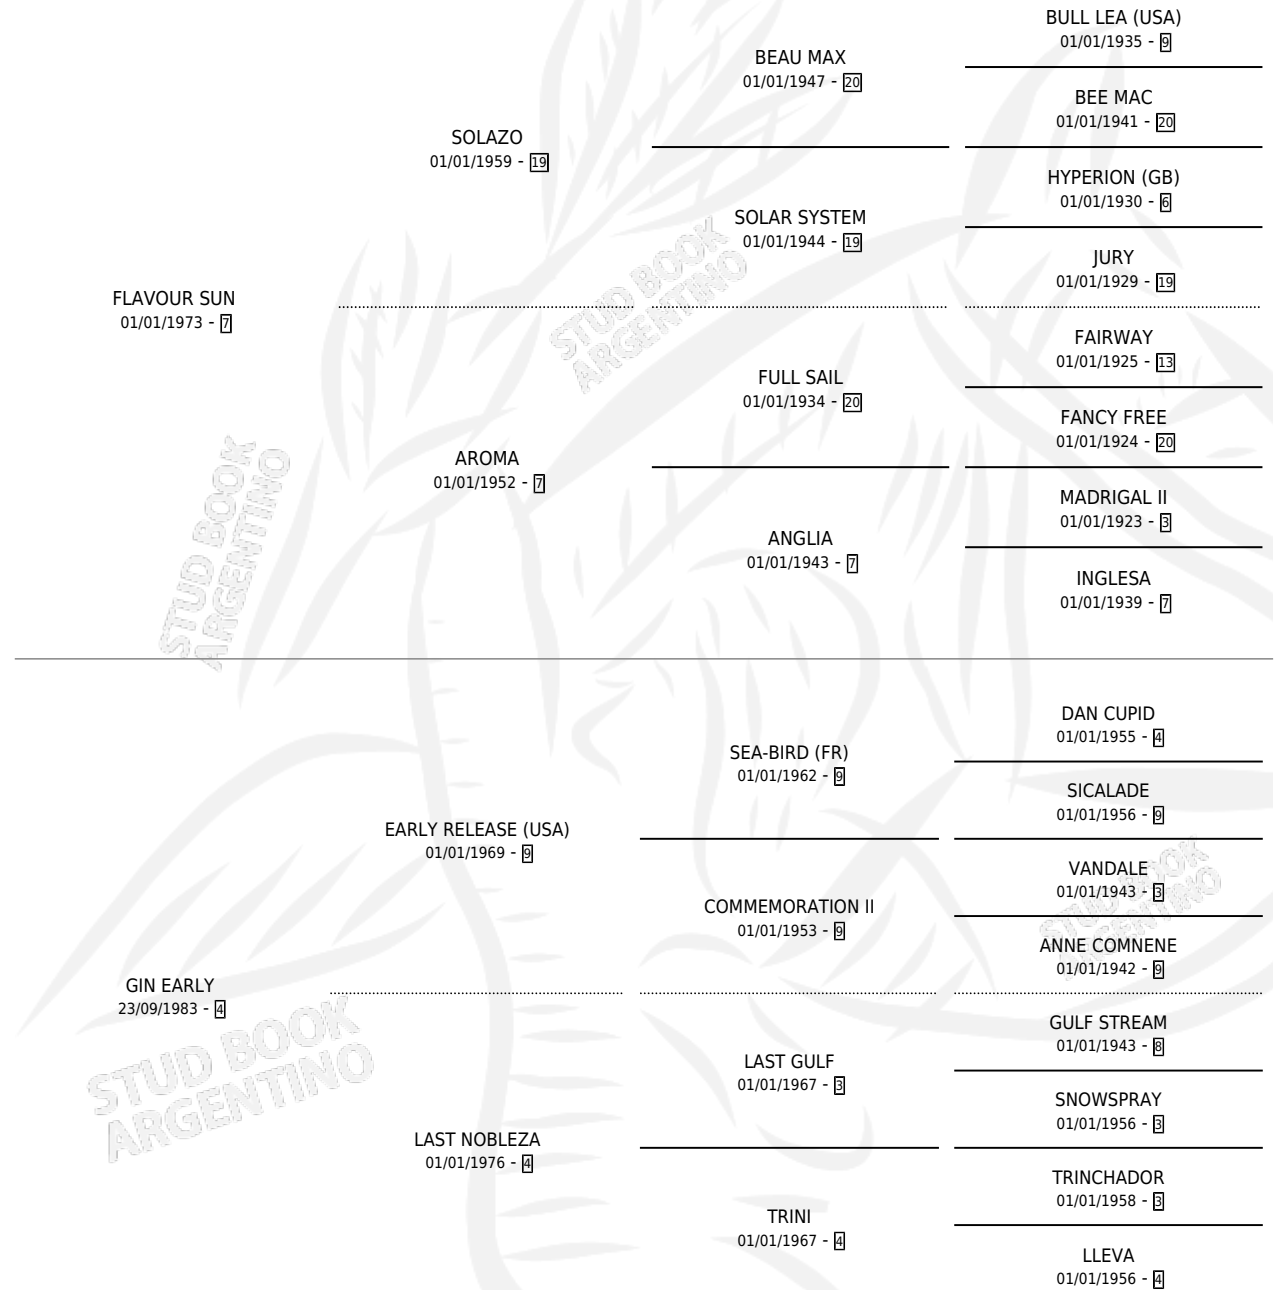 BULL LEA (USA)
01/01/1935 - 9
BEAU MAX
01/01/1947 - 20
BEE MAC
01/01/1941 - 20
SOLAZO
01/01/1959 - 19
HYPERION (GB)
01/01/1930 - 6
SOLAR SYSTEM
01/01/1944 - 19
JURY
01/01/1929 - 19
FLAVOUR SUN
01/01/1973 - 7
FAIRWAY
01/01/1925 - 13
FULL SAIL
01/01/1934 - 20
FANCY FREE
01/01/1924 - 20
AROMA
01/01/1952 - 7
MADRIGAL II
01/01/1923 - 3
ANGLIA
01/01/1943 - 7
INGLESA
01/01/1939 - 7
DAN CUPID
01/01/1955 - 4
SEA-BIRD (FR)
01/01/1962 - 9
SICALADE
01/01/1956 - 9
EARLY RELEASE (USA)
01/01/1969 - 9
VANDALE
01/01/1943 - 3
COMMEMORATION II
01/01/1953 - 9
ANNE COMNENE
01/01/1942 - 9
GIN EARLY
23/09/1983 - 4
GULF STREAM
01/01/1943 - 8
LAST GULF
01/01/1967 - 3
SNOWSPRAY
01/01/1956 - 3
LAST NOBLEZA
01/01/1976 - 4
TRINCHADOR
01/01/1958 - 3
TRINI
01/01/1967 - 4
LLEVA
01/01/1956 - 4
STUD BOOK
ARGENTINO
STUD BOOK
ARGENTINO
STUD BOOK
ARGENTINO
STUD BOOK
ARGENTINO